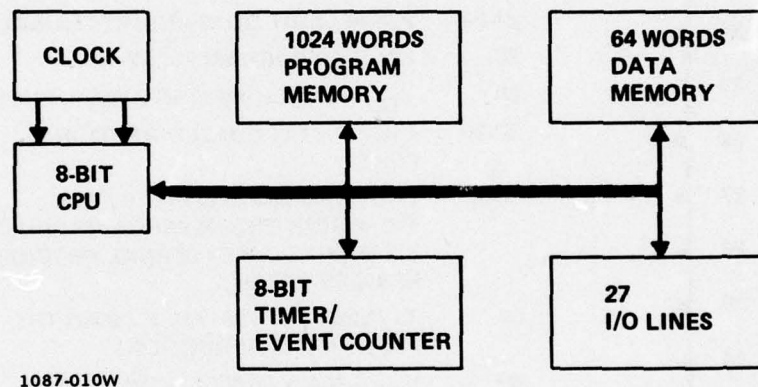 CLOCK
1024 WORDS
PROGRAM
MEMORY
64 WORDS
DATA
MEMORY
8-BIT
CPU
8-BIT
TIMER/
EVENT COUNTER
27
I/O LINES
1087-010W